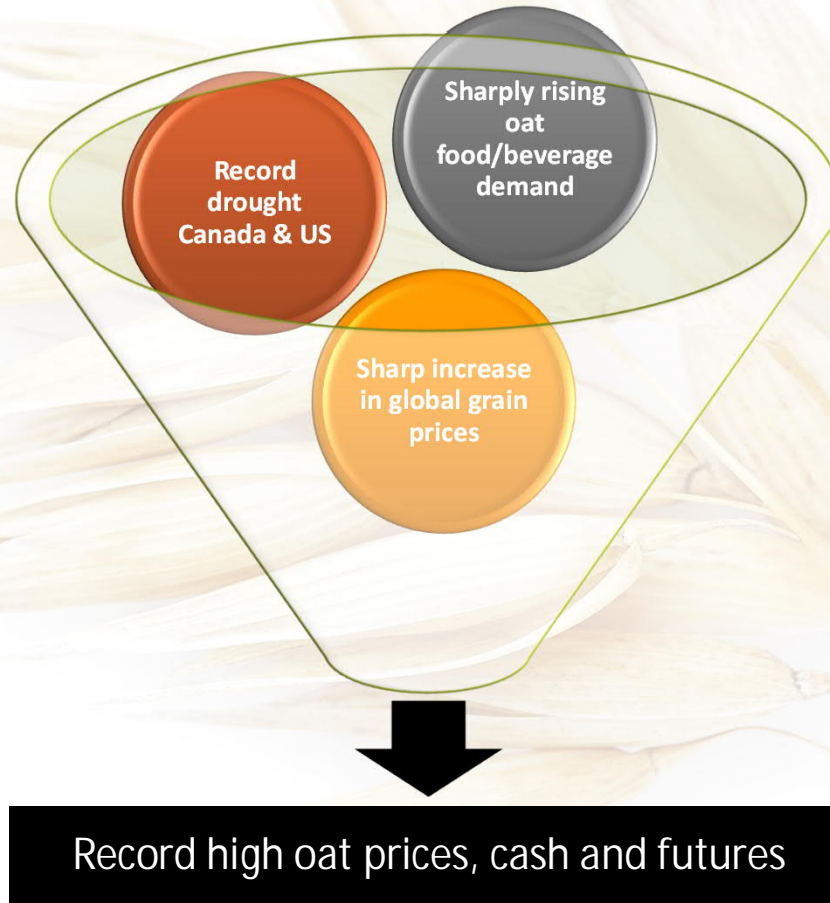 Sharply rising
oat
food/beverage
demand
Record
drought
Canada & US
Sharp increase
in global grain
prices
Record high oat prices, cash and futures